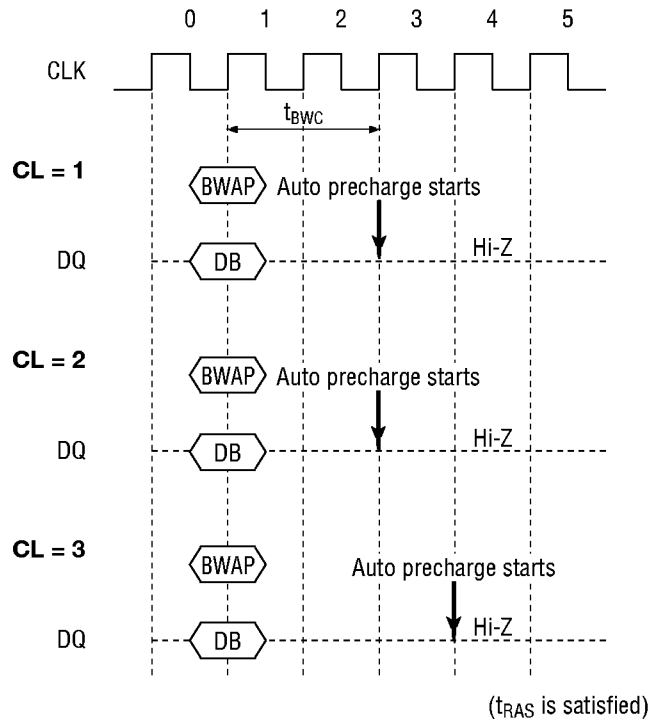 0 1 2 3 4 5
CLK
tBWC
CL = 1
BWAP Auto precharge starts
DQ DB Hi-Z
CL = 2
BWAP Auto precharge starts
DQ DB Hi-Z
CL = 3
BWAP
Auto precharge starts
DQ DB Hi-Z
(tRAS is satisfied)